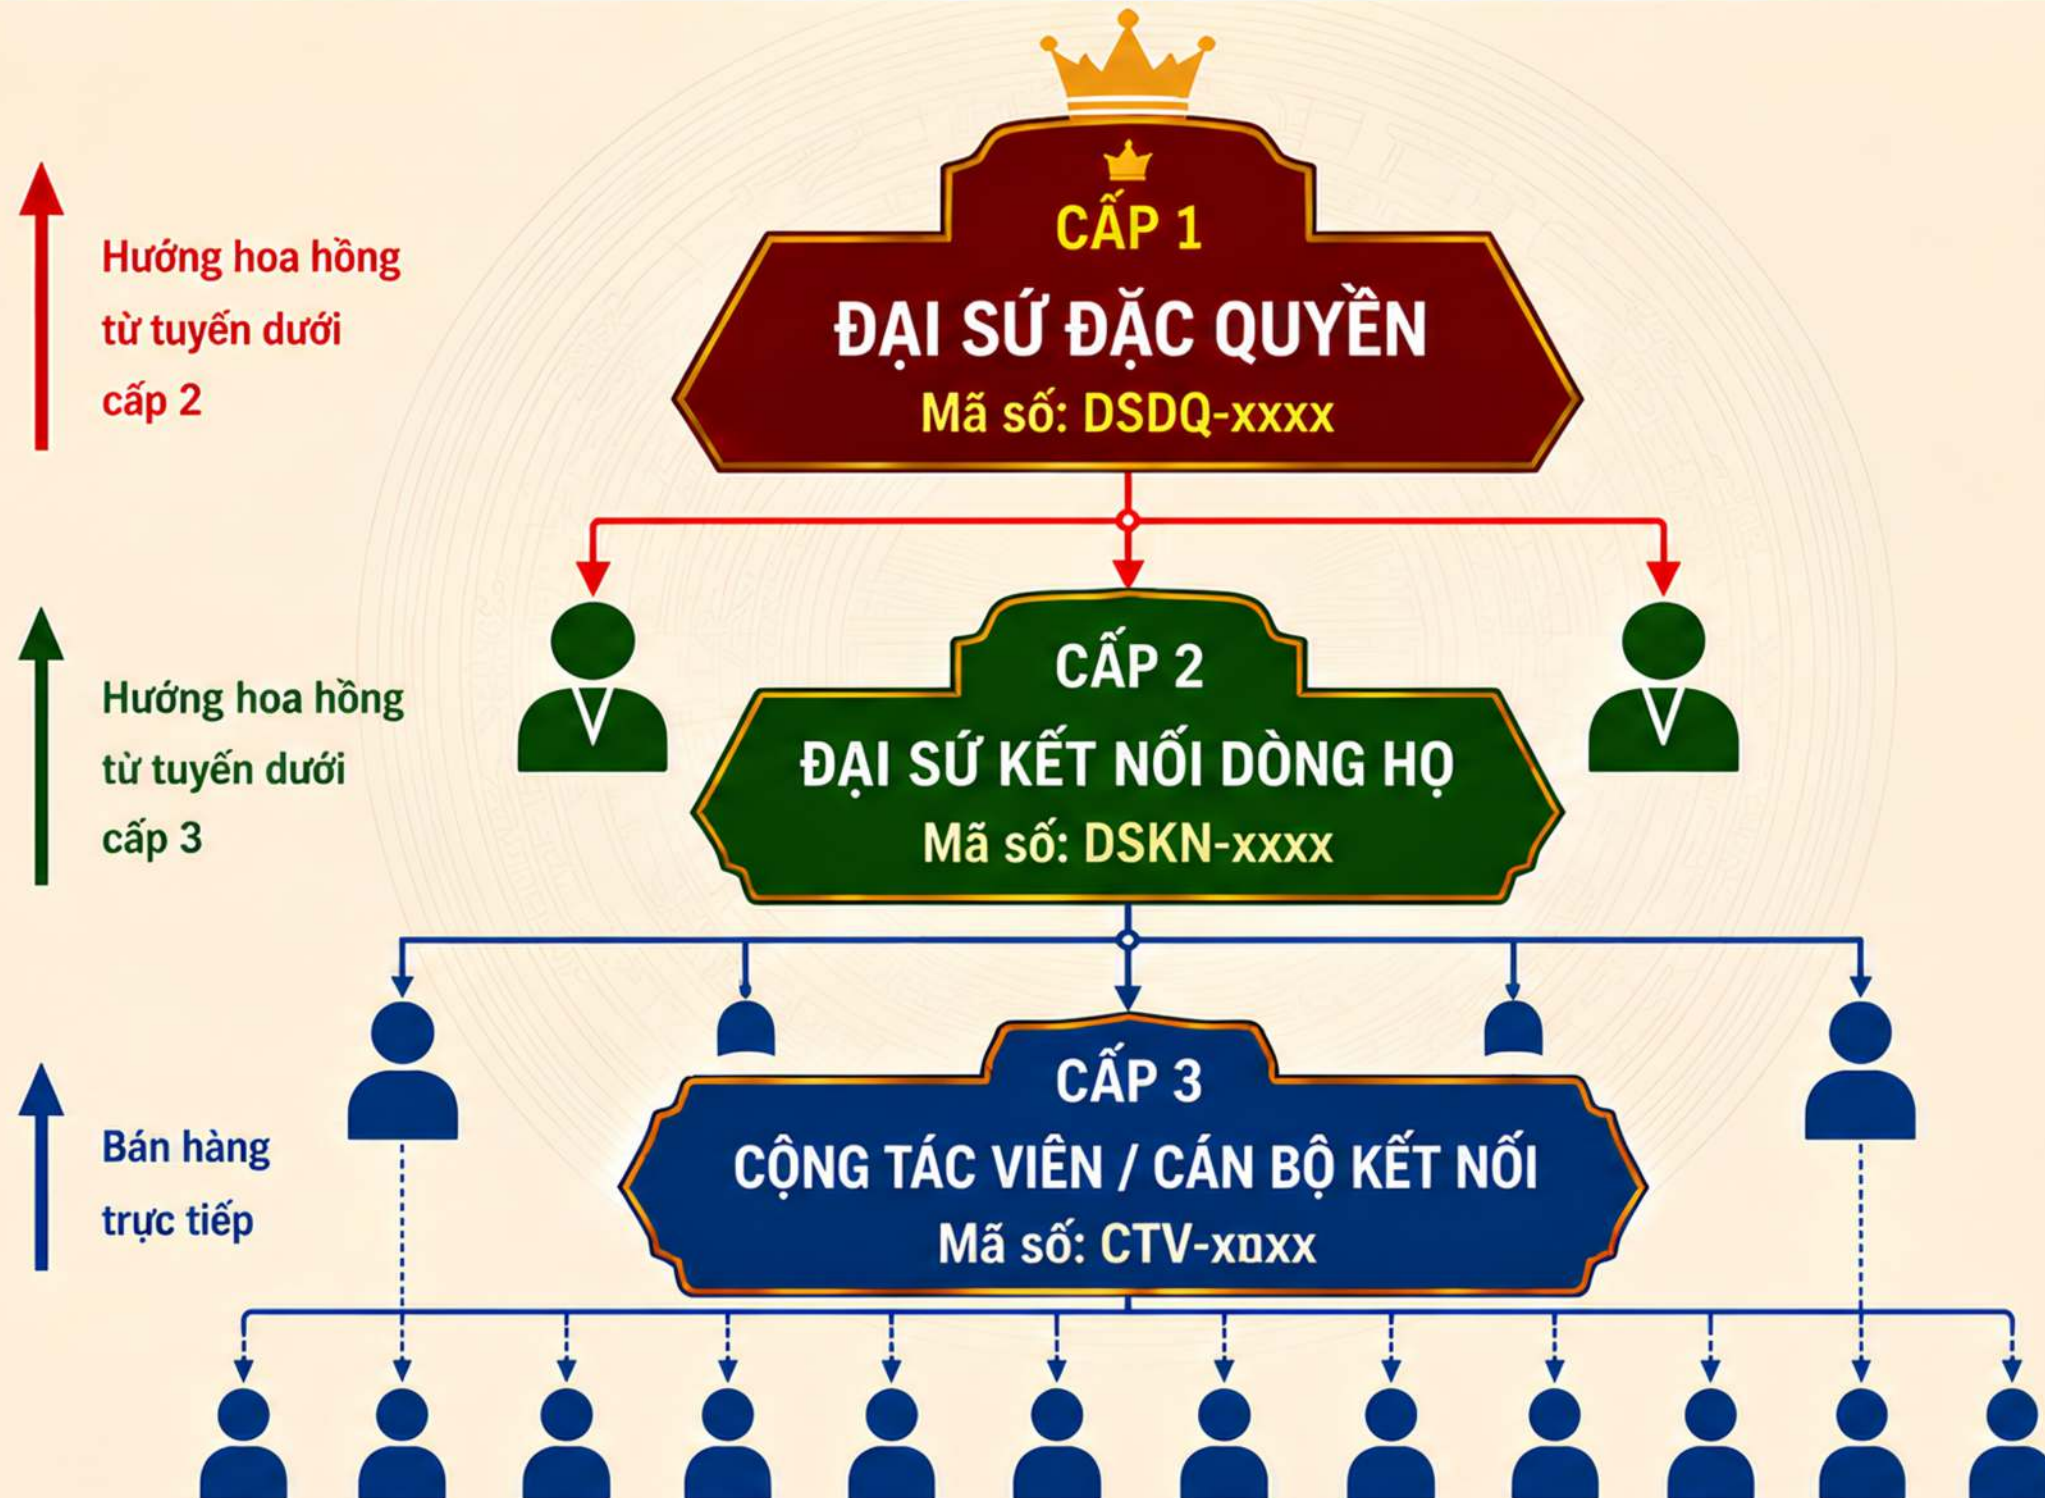 CẤP 1
ĐẠI SỨ ĐẶC QUYỀN
Mã số: DSDQ-xxxx
Hướng hoa hồng
từ tuyến dưới
cấp 2
CẤP 2
ĐẠI SỨ KẾT NỐI DÒNG HỌ
Mã số: DSKN-xxxx
Hướng hoa hồng
từ tuyến dưới
cấp 3
CẤP 3
CỘNG TÁC VIÊN / CÁN BỘ KẾT NỐI
Mã số: CTV-xnxx
Bán hàng
trực tiếp